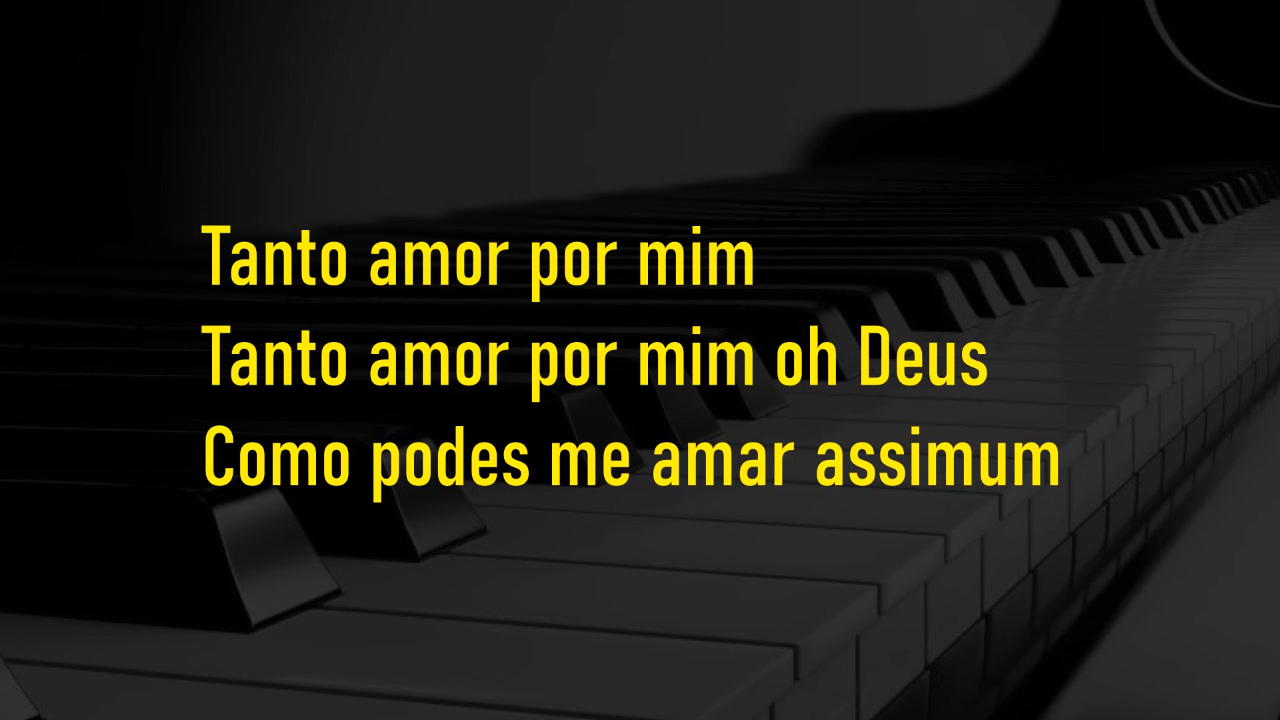 Tanto amor por mim
Tanto amor por mim oh Deus
Como podes me amar assimum